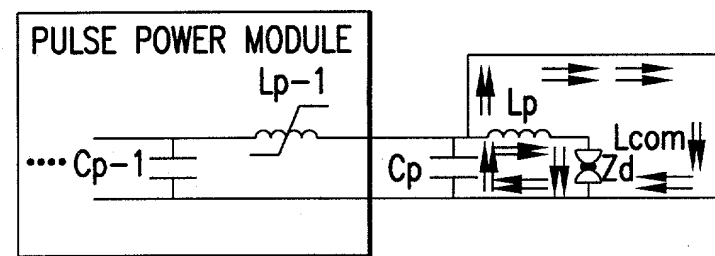 PULSE POWER MODULE
Lp-1
Lp
Lcom
•••• Cp-1
Cp
Zd